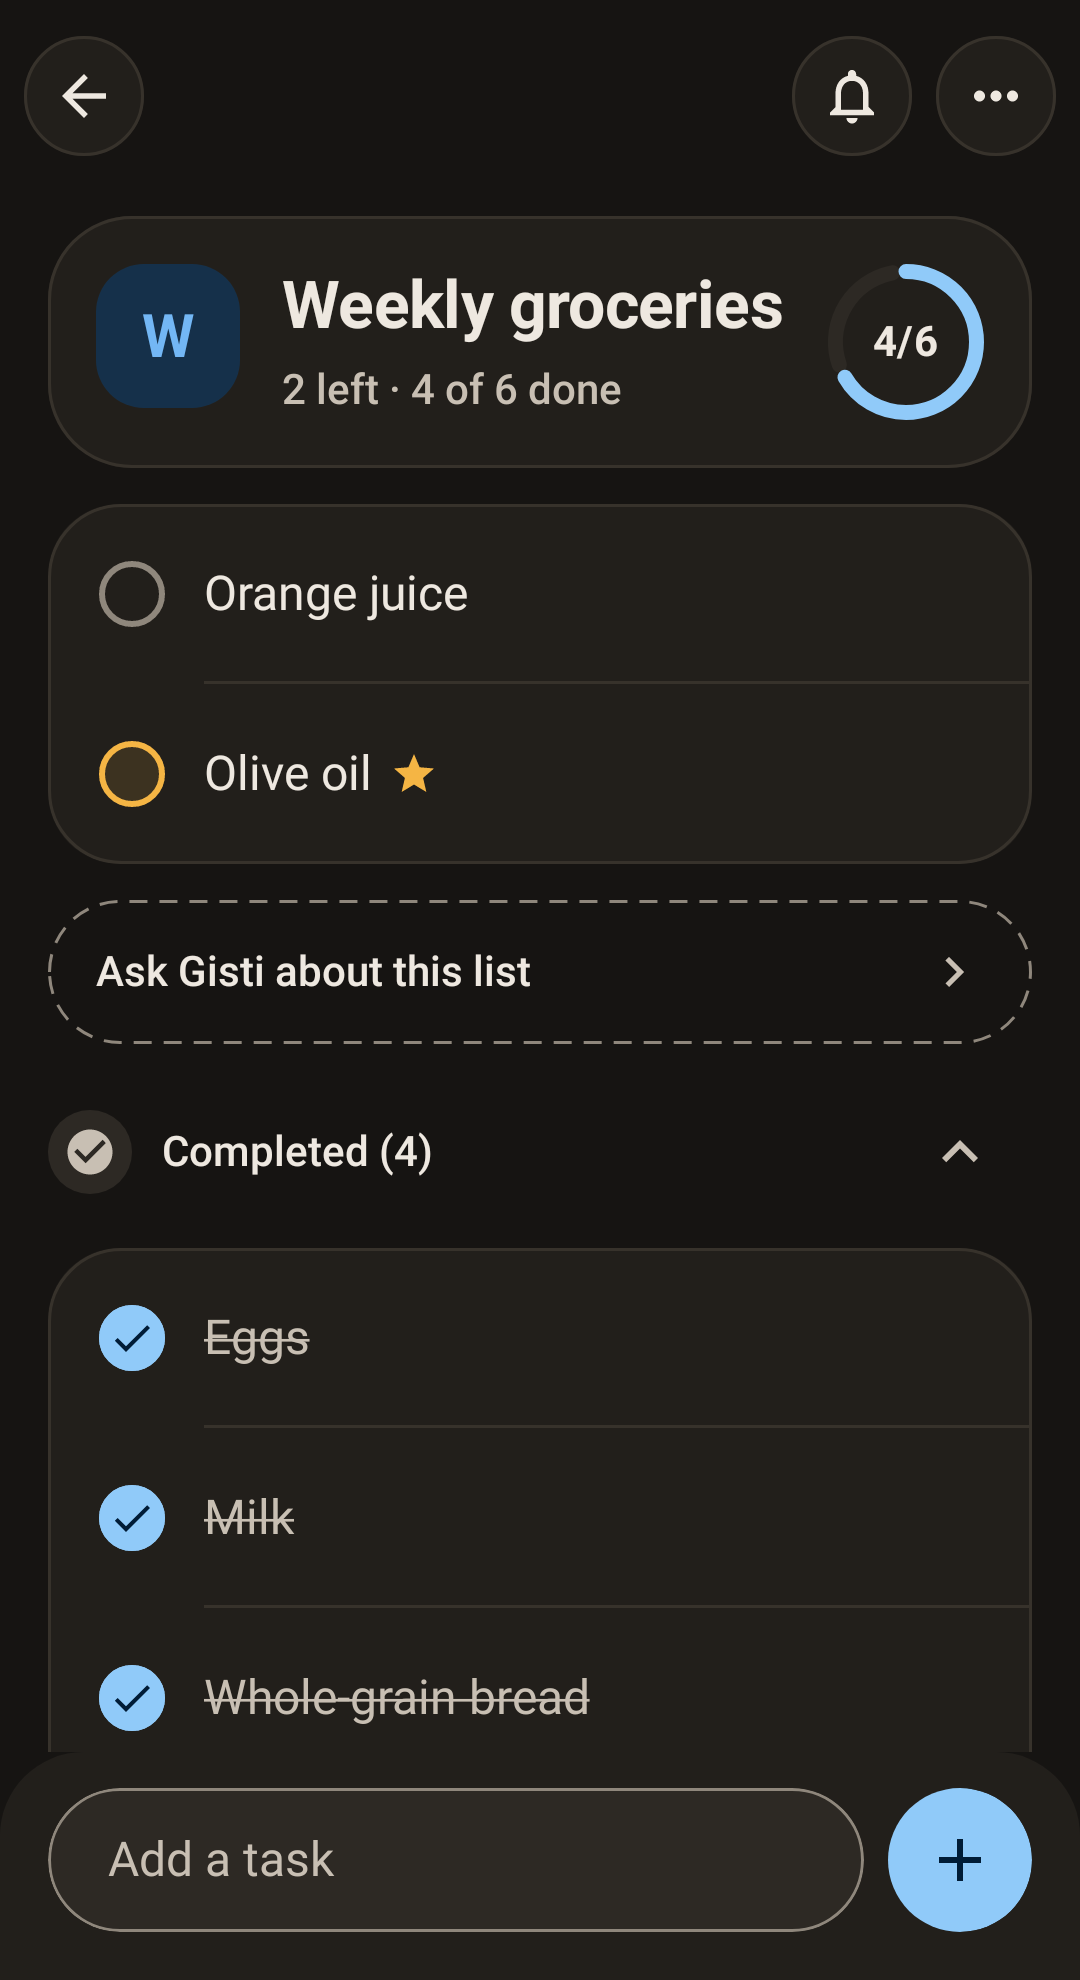 W
Weekly groceries
2 left · 4 of 6 done
4/6
Orange juice
Olive oil
Ask Gisti about this list
Completed (4)
Eggs
Milk
Whole-grain bread
Add a task